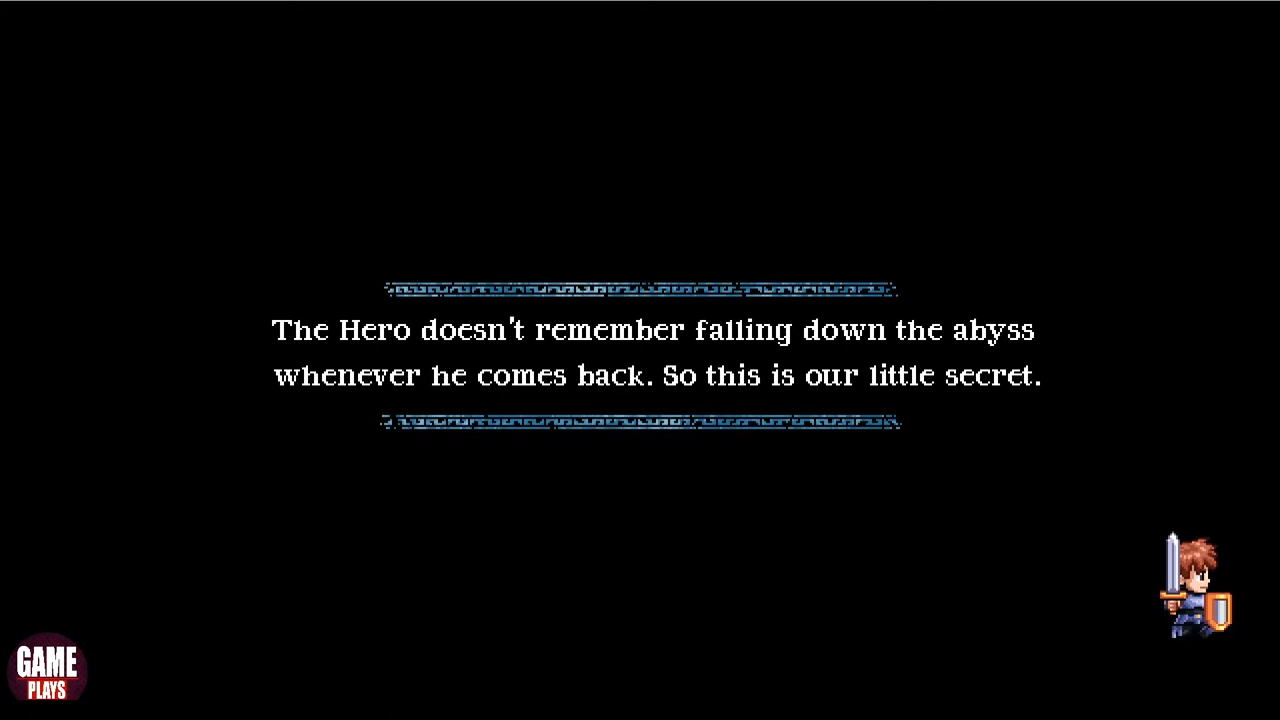 The Hero doesn't remember falling down the abyss
whenever he comes back. So this is our little secret.
GAME
PLAYS